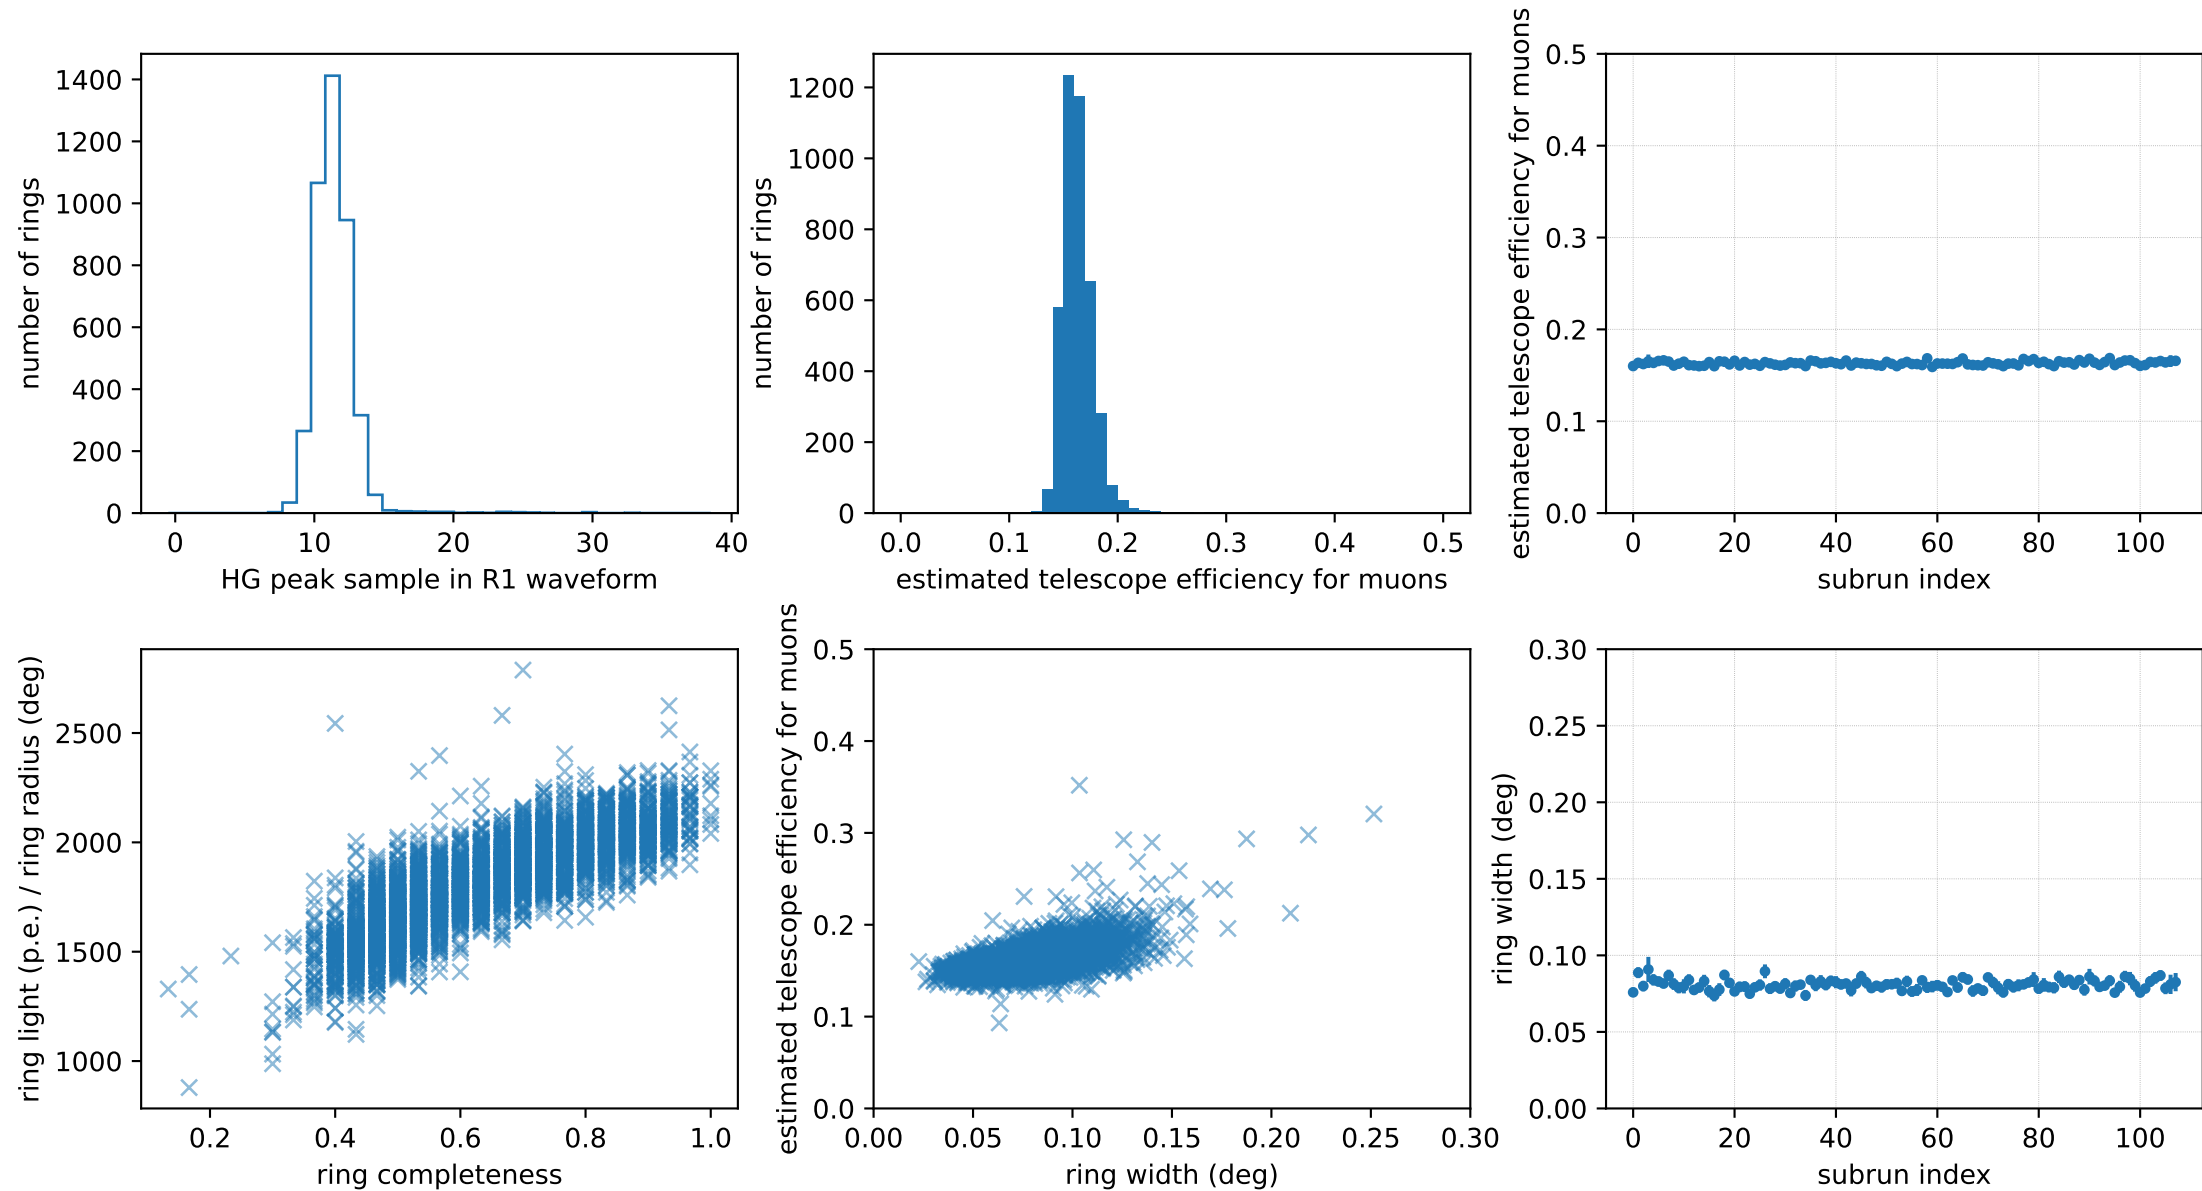 1400
1200
1000
800
600
400
200
0
0 10 20 30 40
number of rings
HG peak sample in R1 waveform
1200
1000
800
600
400
200
0
0.0 0.1 0.2 0.3 0.4 0.5
number of rings
estimated telescope efficiency for muons
0.5
0.4
0.3
0.2
0.1
0.0
0 20 40 60 80 100
estimated telescope efficiency for muons
subrun index
2500
2000
1500
1000
0.2 0.4 0.6 0.8 1.0
ring light (p.e.) / ring radius (deg)
ring completeness
0.5
0.4
0.3
0.2
0.1
0.0
0.00 0.05 0.10 0.15 0.20 0.25 0.30
estimated telescope efficiency for muons
ring width (deg)
0.30
0.25
0.20
0.15
0.10
0.05
0.00
0 20 40 60 80 100
ring width (deg)
subrun index